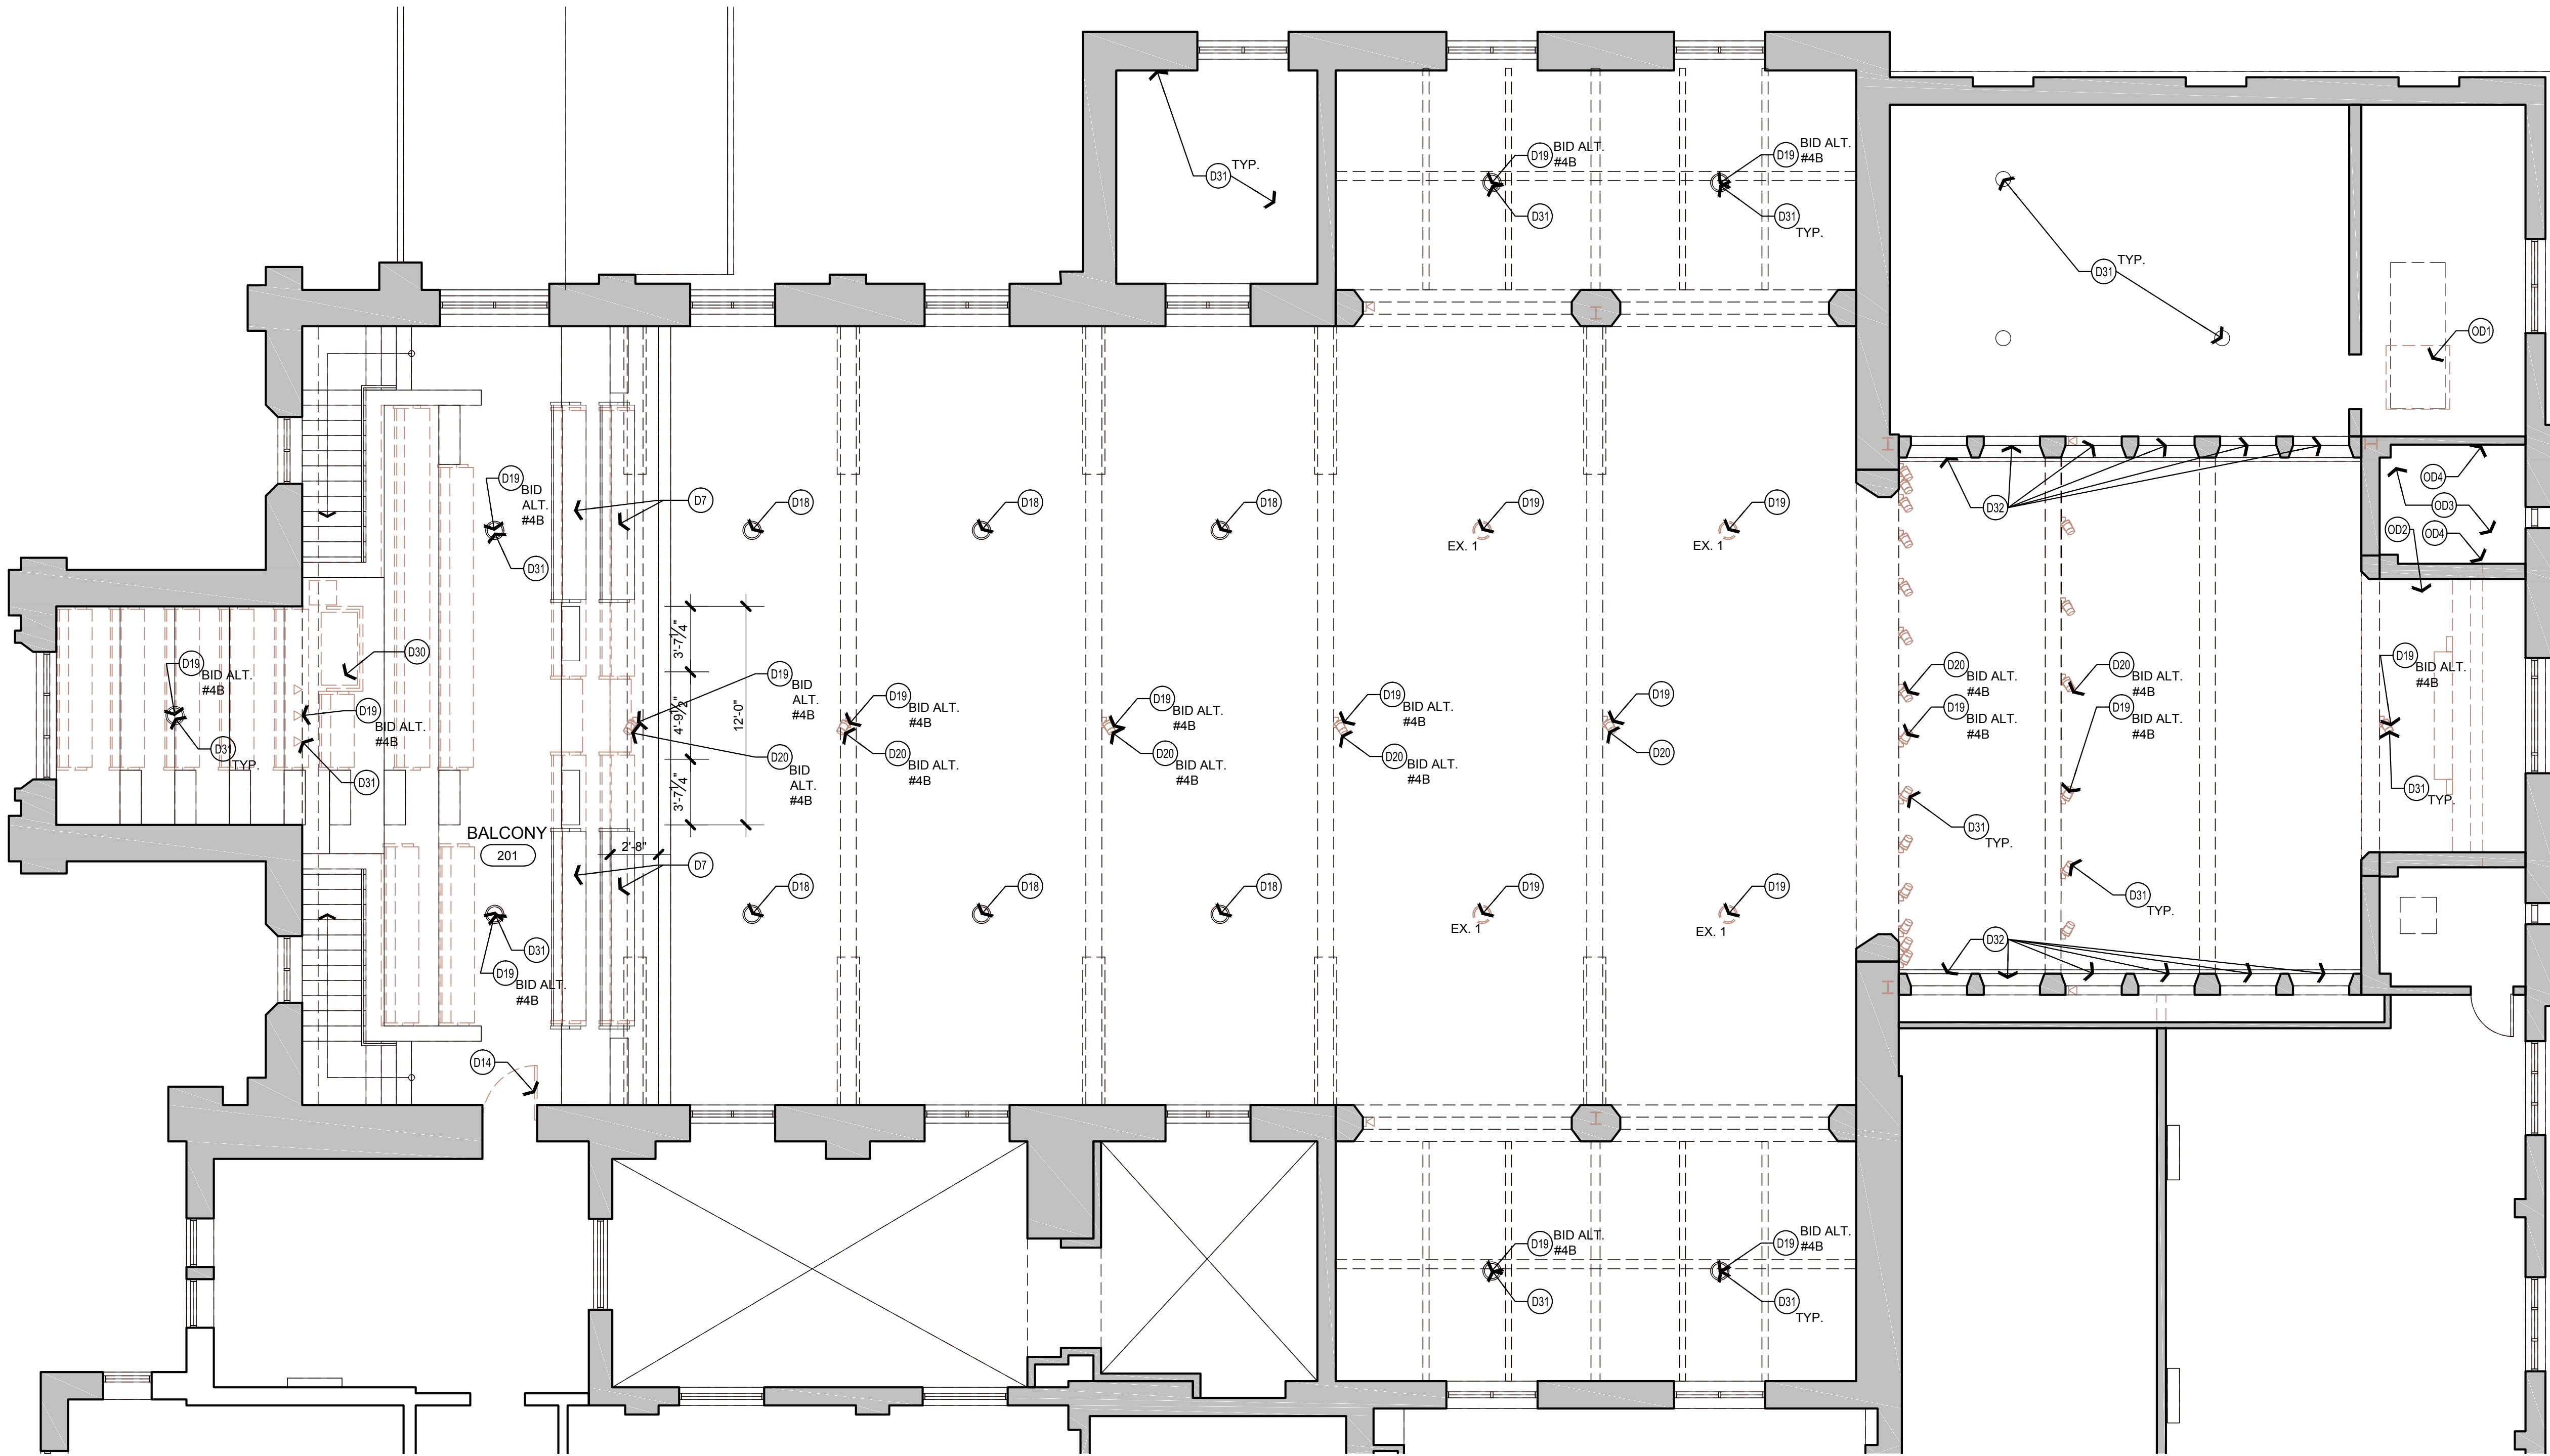 D19 BID ALT.
#4B
D19 BID ALT.
#4B
D31 TYP.
D31
D31
TYP.
D31 TYP.
OD1
D19
BID
ALT.
#4B
D7
D18
D18
D18
D19
EX. 1
D19
EX. 1
D32
OD4
OD3
OD2
OD4
D31
D30
D19
BID ALT.
#4B
D19
BID ALT.
#4B
D31
TYP.
D31
3'-7 1/4"
4'-9 1/2"
3'-7 1/4"
12'-0"
D19
BID
ALT.
#4B
D20
BID
ALT.
#4B
D19
BID ALT.
#4B
D20
BID ALT.
#4B
D19
BID ALT.
#4B
D20
BID ALT.
#4B
D19
BID ALT.
#4B
D20
BID ALT.
#4B
D19
D20
D20
BID ALT.
#4B
D19
BID ALT.
#4B
D20
BID ALT.
#4B
D19
BID ALT.
#4B
D19
BID ALT.
#4B
D31
TYP.
D31
TYP.
D31
TYP.
BALCONY
201
2'-8"
D7
D18
D18
D18
D19
EX. 1
D19
EX. 1
D32
D31
D19
BID ALT.
#4B
D14
D19 BID ALT.
#4B
D19 BID ALT.
#4B
D31
D31
TYP.